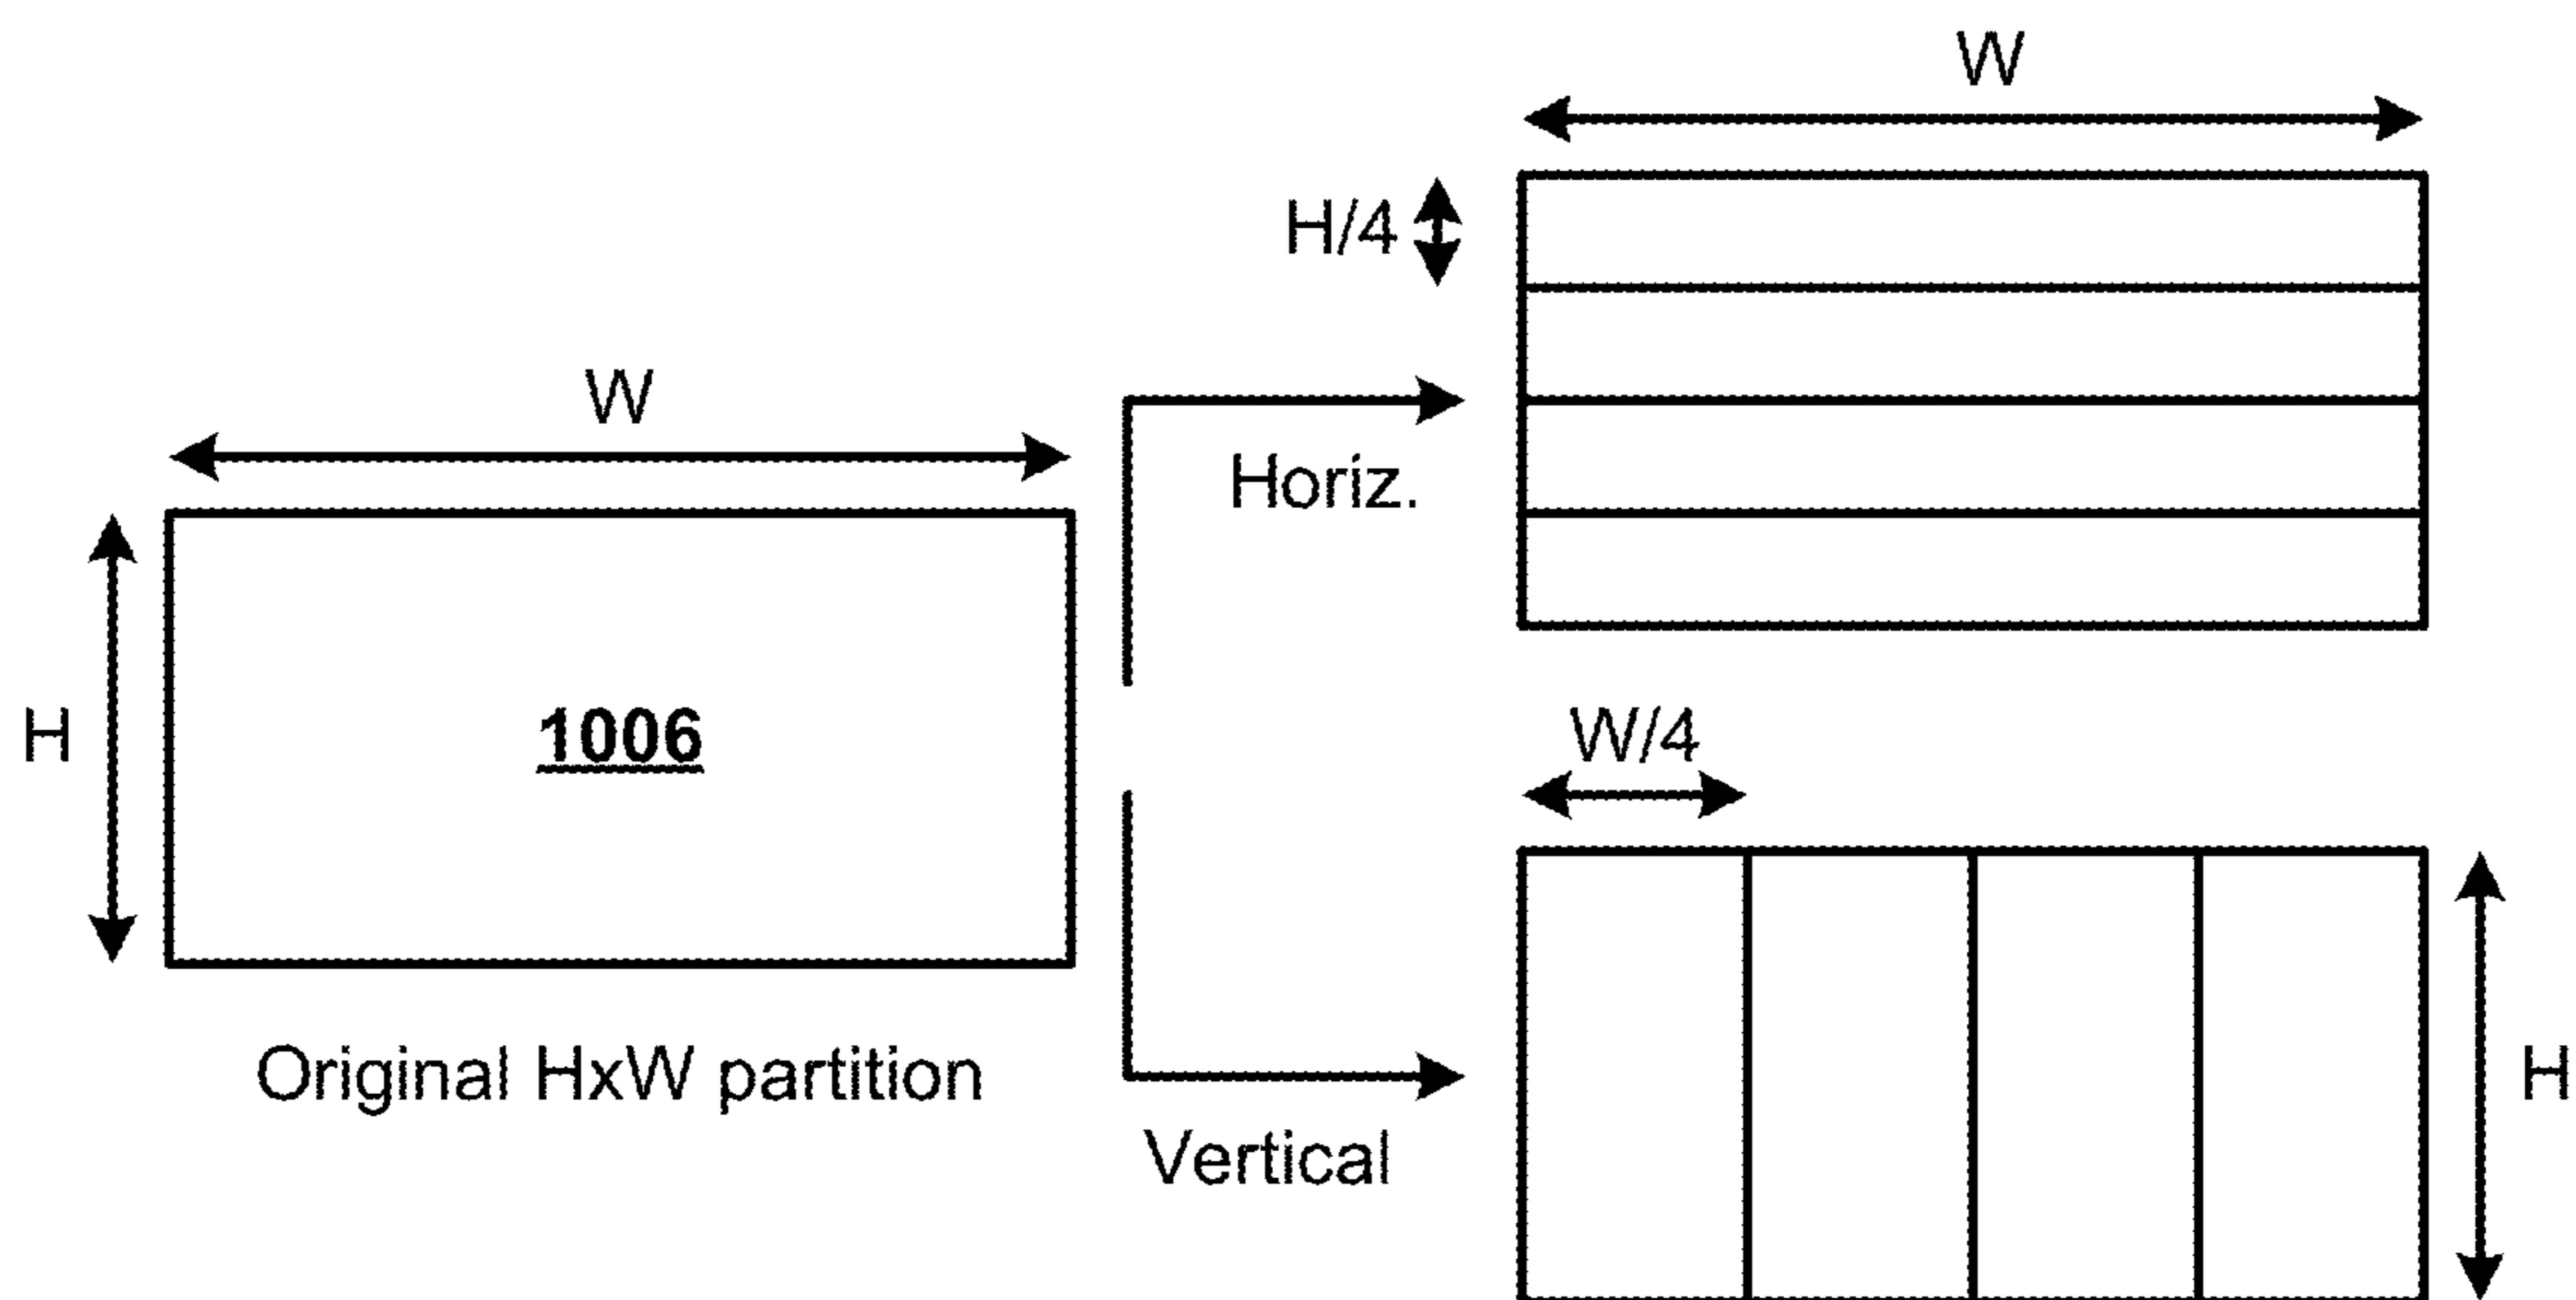 W
H/4
W
Horiz.
H
1006
W/4
Original HxW partition
H
Vertical